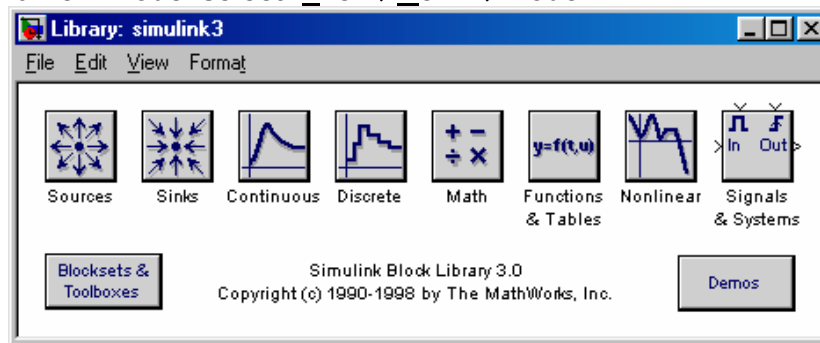 Library: simulink3
File Edit View Format
y=f(t,u)
In Out
Sources Sinks Continuous Discrete Math Functions & Tables Nonlinear Signals & Systems
Blocksets & Toolboxes
Simulink Block Library 3.0
Copyright (c) 1990-1998 by The MathWorks, Inc.
Demos